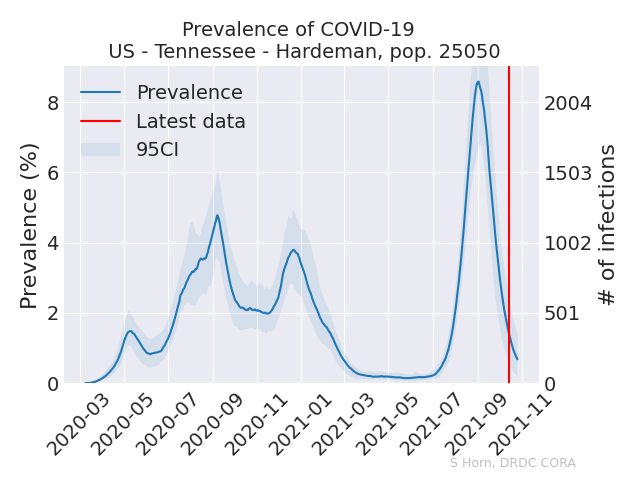 Prevalence of COVID-19
US - Tennessee - Hardeman, pop. 25050
Prevalence
Latest data
95CI
Prevalence (%)
8
6
4
2
0
2004
1503
1002
501
0
# of infections
2020-03
2020-05
2020-07
2020-09
2020-11
2021-01
2021-03
2021-05
2021-07
2021-09
2021-11
S Horn, DRDC CORA